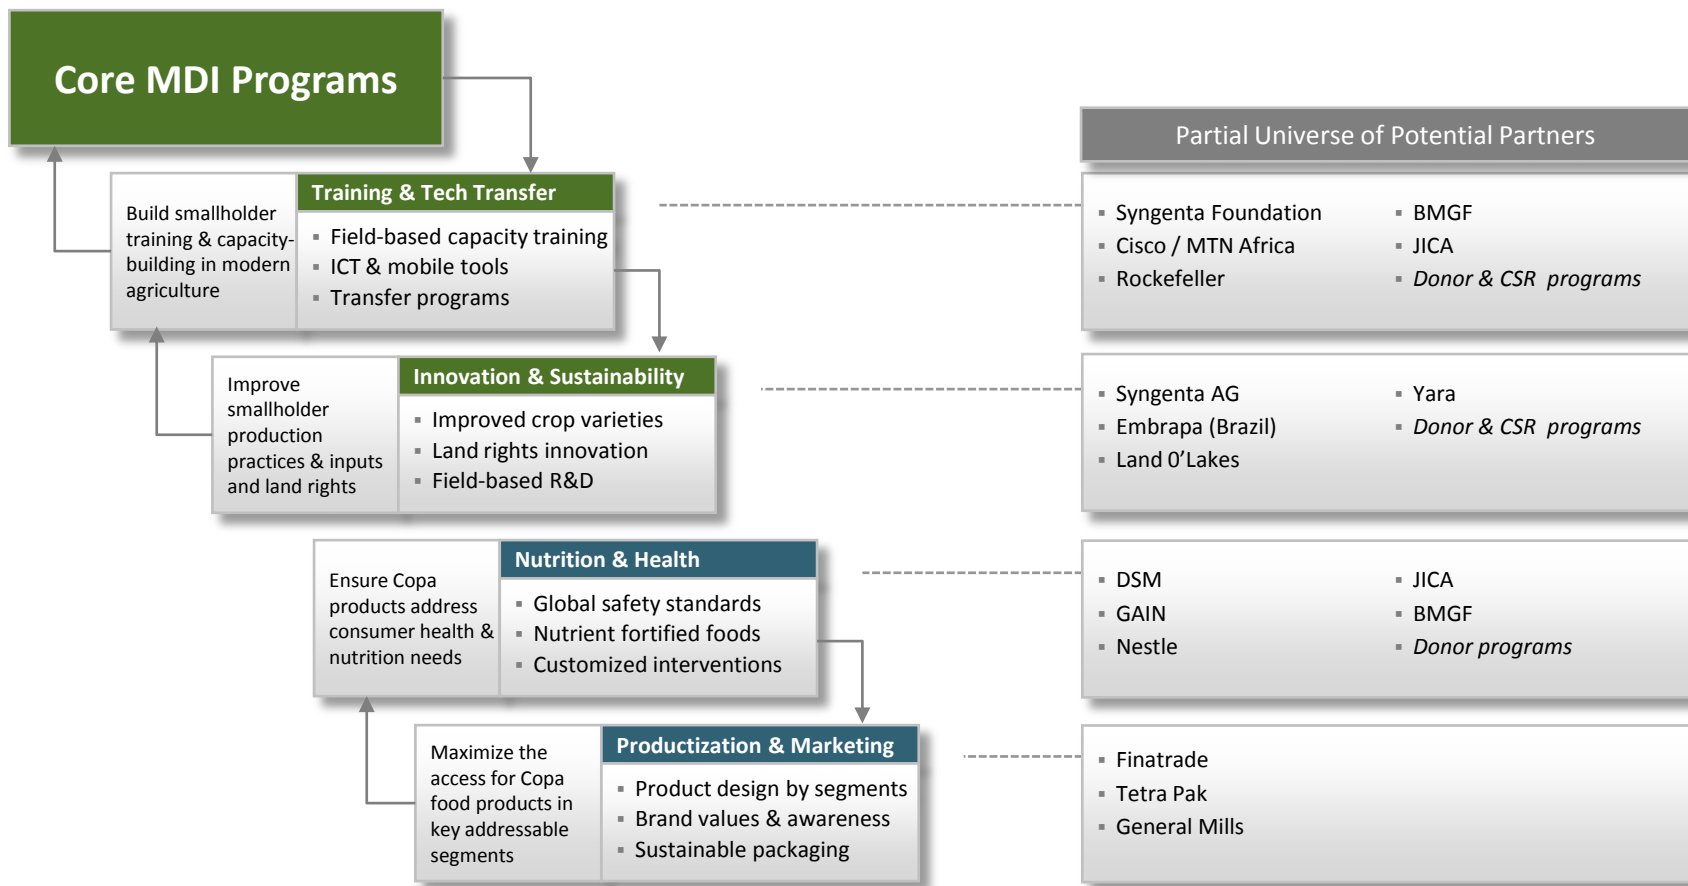 Core MDI Programs
Partial Universe of Potential Partners
Build smallholder
training & capacity-
building in modern
agriculture
Training & Tech Transfer
▪ Field-based capacity training
▪ ICT & mobile tools
▪ Transfer programs
▪ Syngenta Foundation
▪ Cisco / MTN Africa
▪ Rockefeller
▪ BMGF
▪ JICA
▪ Donor & CSR  programs
Improve
smallholder
production
practices & inputs
and land rights
Innovation & Sustainability
▪ Improved crop varieties
▪ Land rights innovation
▪ Field-based R&D
▪ Syngenta AG
▪ Embrapa (Brazil)
▪ Land 0'Lakes
▪ Yara
▪ Donor & CSR  programs
Ensure Copa
products address
consumer health &
nutrition needs
Nutrition & Health
▪ Global safety standards
▪ Nutrient fortified foods
▪ Customized interventions
▪ DSM
▪ GAIN
▪ Nestle
▪ JICA
▪ BMGF
▪ Donor programs
Maximize the
access for Copa
food products in
key addressable
segments
Productization & Marketing
▪ Product design by segments
▪ Brand values & awareness
▪ Sustainable packaging
▪ Finatrade
▪ Tetra Pak
▪ General Mills